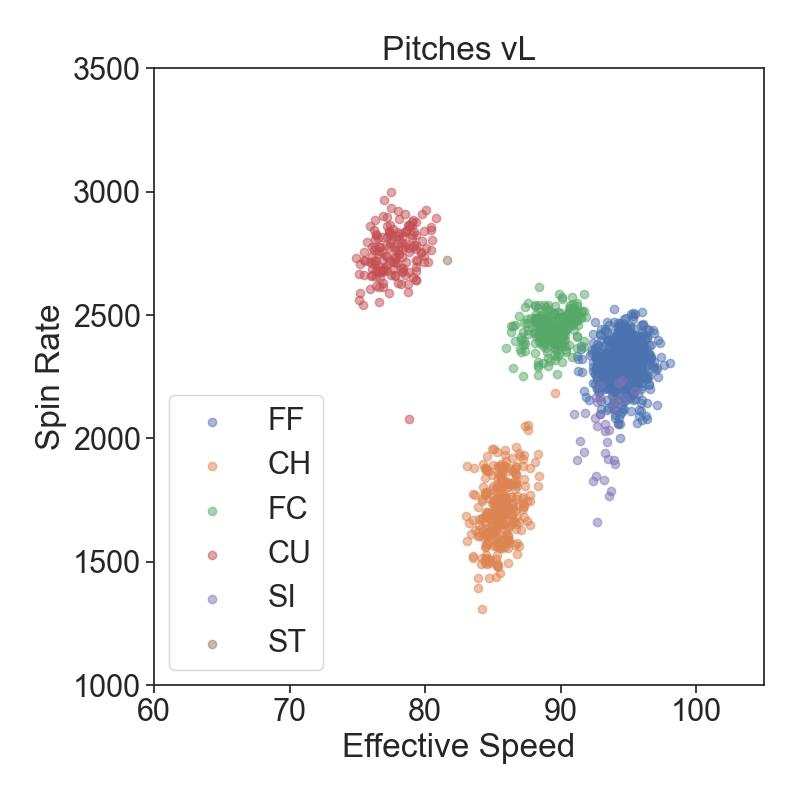 Pitches vL
3500
3000
2500
2000
1500
1000
Spin Rate
FF
CH
FC
CU
SI
ST
60 70 80 90 100
Effective Speed